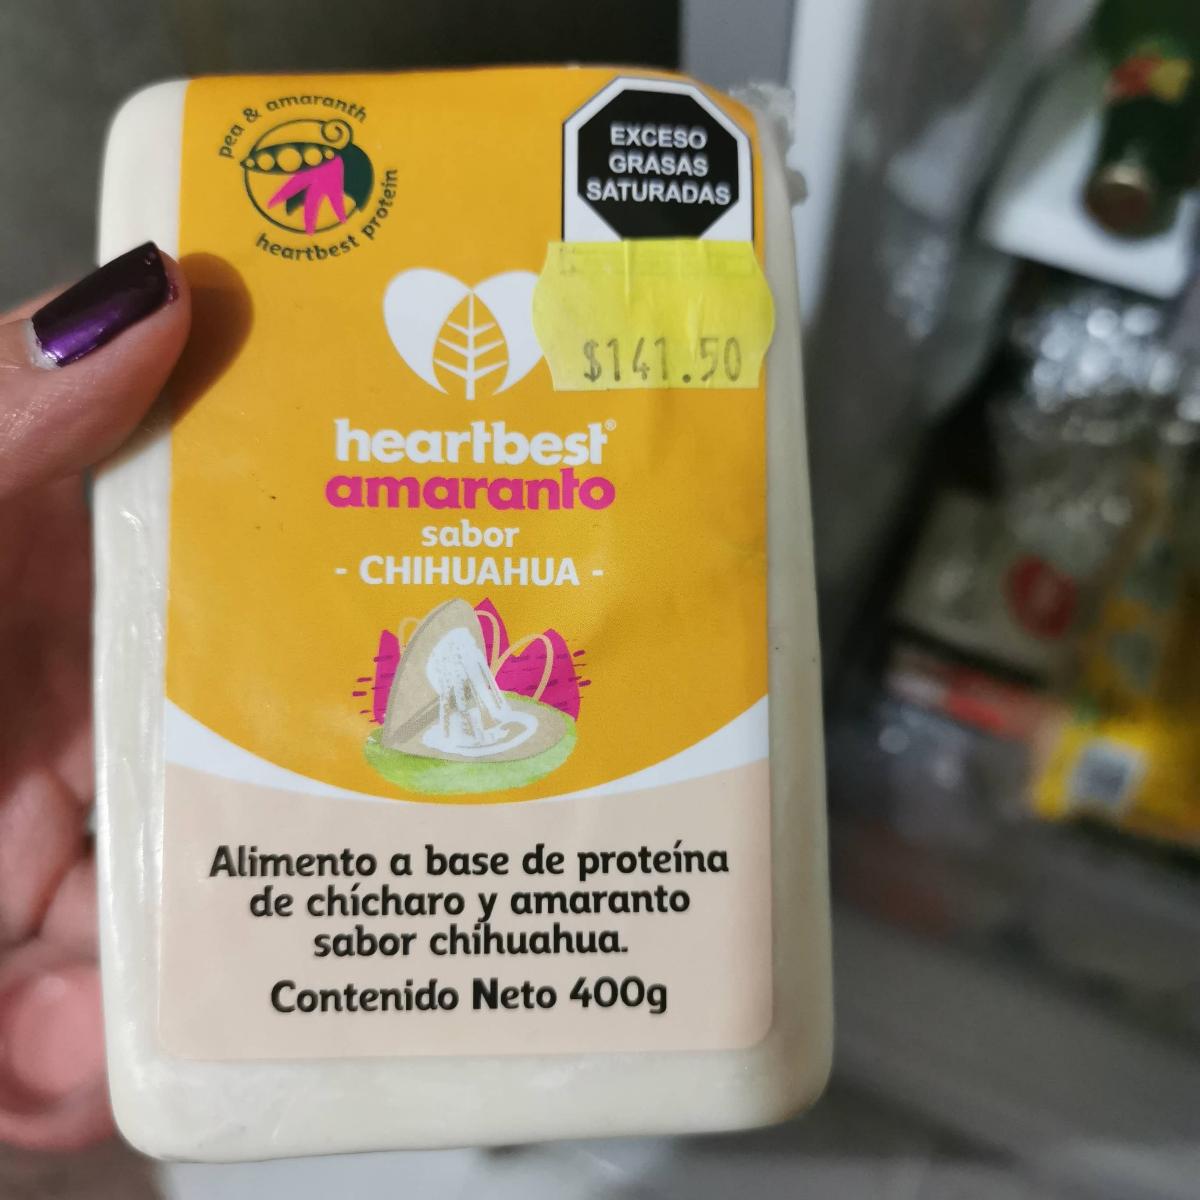 pea & amaranth
heartbest protein
EXCESO
GRASAS
SATURADAS
$141.50
heartbest®
amaranto
sabor
- CHIHUAHUA -
Alimento a base de proteína
de chícharo y amaranto
sabor chihuahua.
Contenido Neto 400g